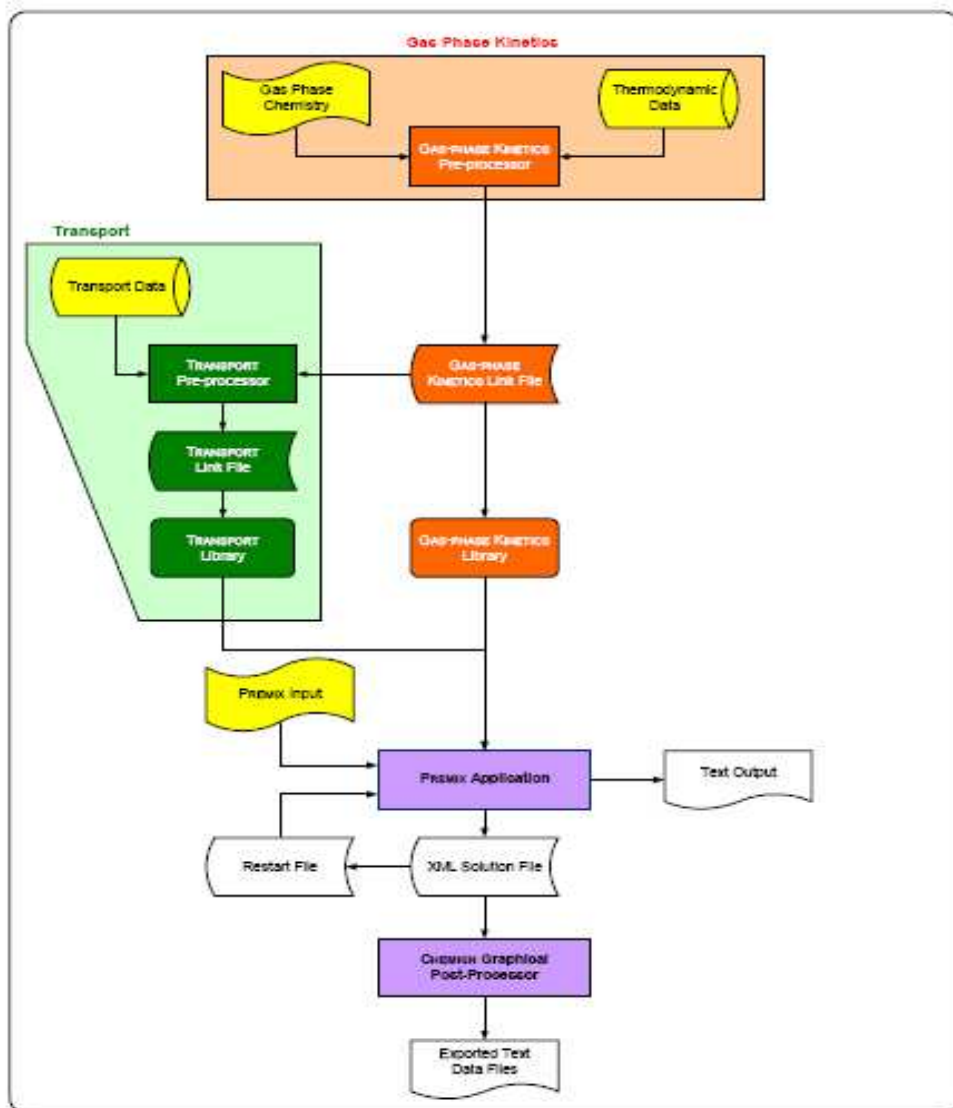 Gas Phase Kinetics
Gas Phase
Chemistry
Thermodynamic
Data
GAS-PHASE KINETICS
Pre-processor
Transport
Transport Data
TRANSPORT
Pre-processor
GAS-PHASE
KINETICS Link File
TRANSPORT
Link File
TRANSPORT
Library
GAS-PHASE KINETICS
Library
PREMIX Input
PREMIX Application
Text Output
Restart File
XML Solution File
CHEMKIN Graphical
Post-Processor
Exported Text
Data Files